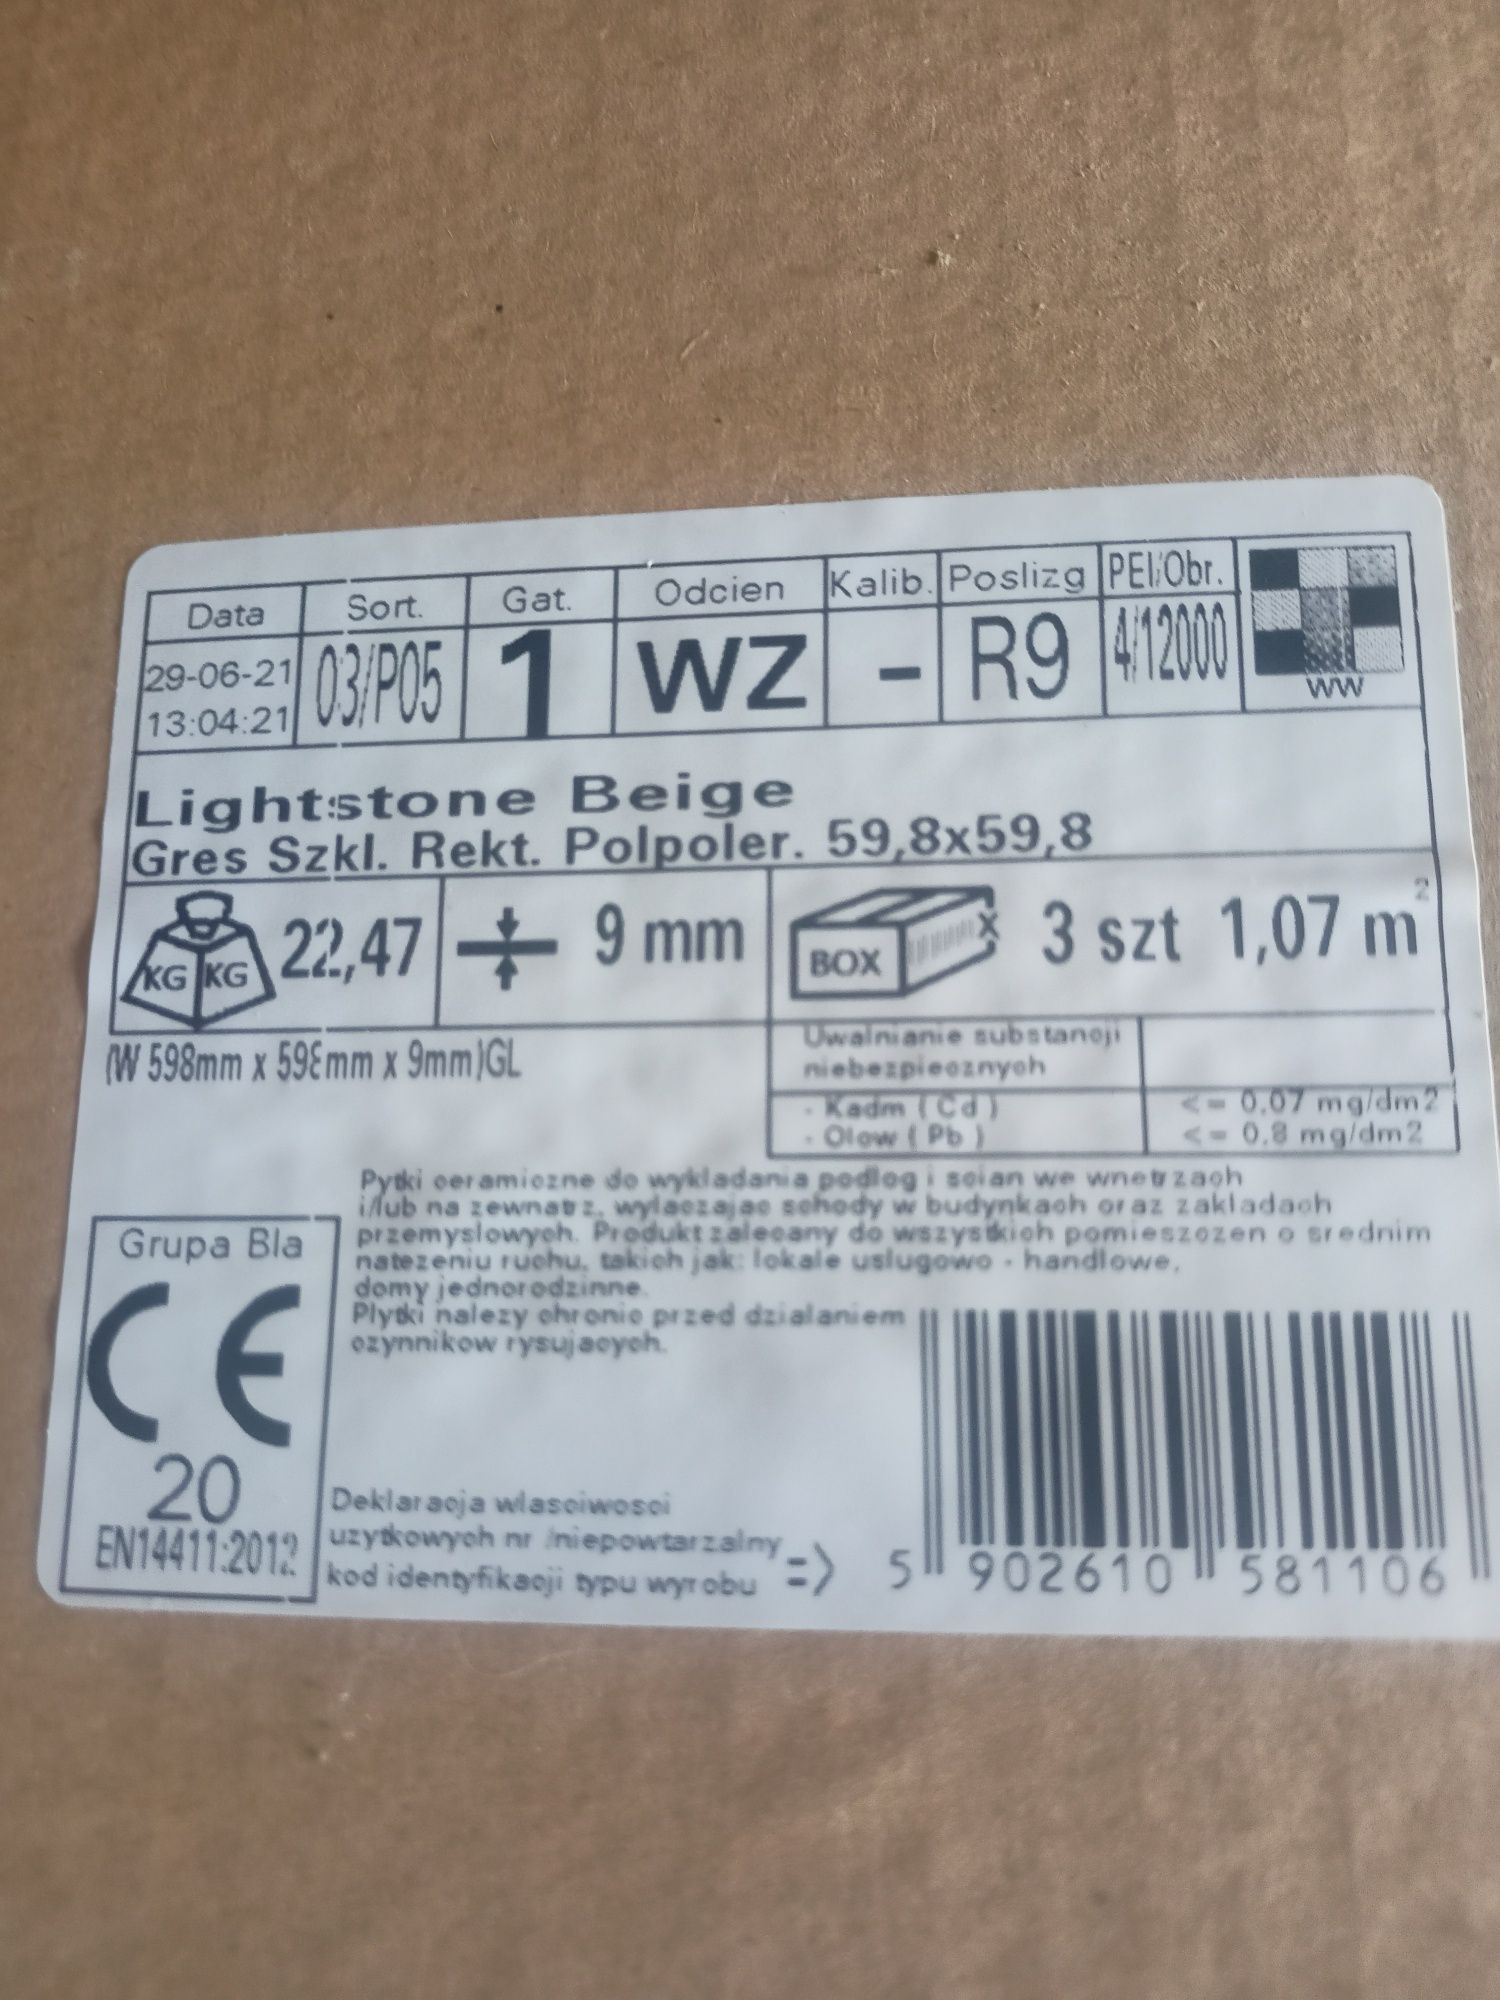 Data Sort. Gat. Odcien Kalib. Poslizg PEI/Obr.
29-06-21 03/P05 1 WZ - R9 4/12000
13:04:21
WW
Lightstone Beige
Gres Szkl. Rekt. Polpoler. 59,8x59,8
KG KG 22,47 9 mm BOX X 3 szt 1,07 m²
(W 598mm x 598mm x 9mm)GL
Uwalnianie substancji
niebezpiecznych
- Kadm ( Cd ) <= 0,07 mg/dm2
- Olow ( Pb ) <= 0,8 mg/dm2
Pytki ceramiczne do wykladania podlog i scian we wnetrzach
i/lub na zewnatrz, wylaczajac schody w budynkach oraz zakladach
przemyslowych. Produkt zalecany do wszystkich pomieszczen o srednim
natezeniu ruchu, takich jak: lokale uslugowo - handlowe,
domy jednorodzinne.
Plytki nalezy chronic przed dzialaniem
czynnikow rysujacych.
Grupa BIa
CE
20
EN14411:2012
Deklaracja wlasciwosci
uzytkowych nr /niepowtarzalny
kod identyfikacji typu wyrobu =>
5 902610 581106